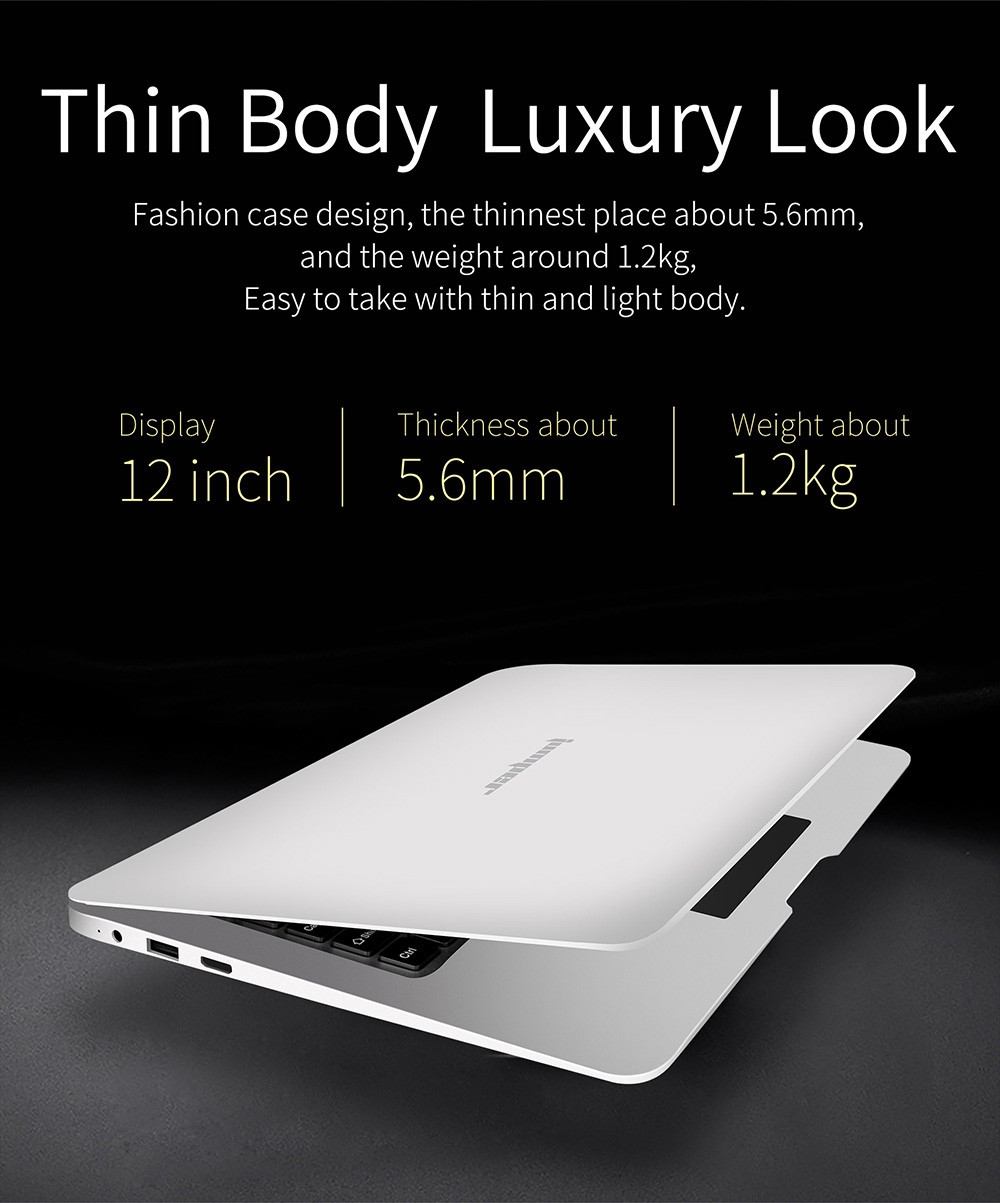 Thin Body Luxury Look
Fashion case design, the thinnest place about 5.6mm,
and the weight around 1.2kg,
Easy to take with thin and light body.
Display
12 inch
Thickness about
5.6mm
Weight about
1.2kg
jumper
Ctrl